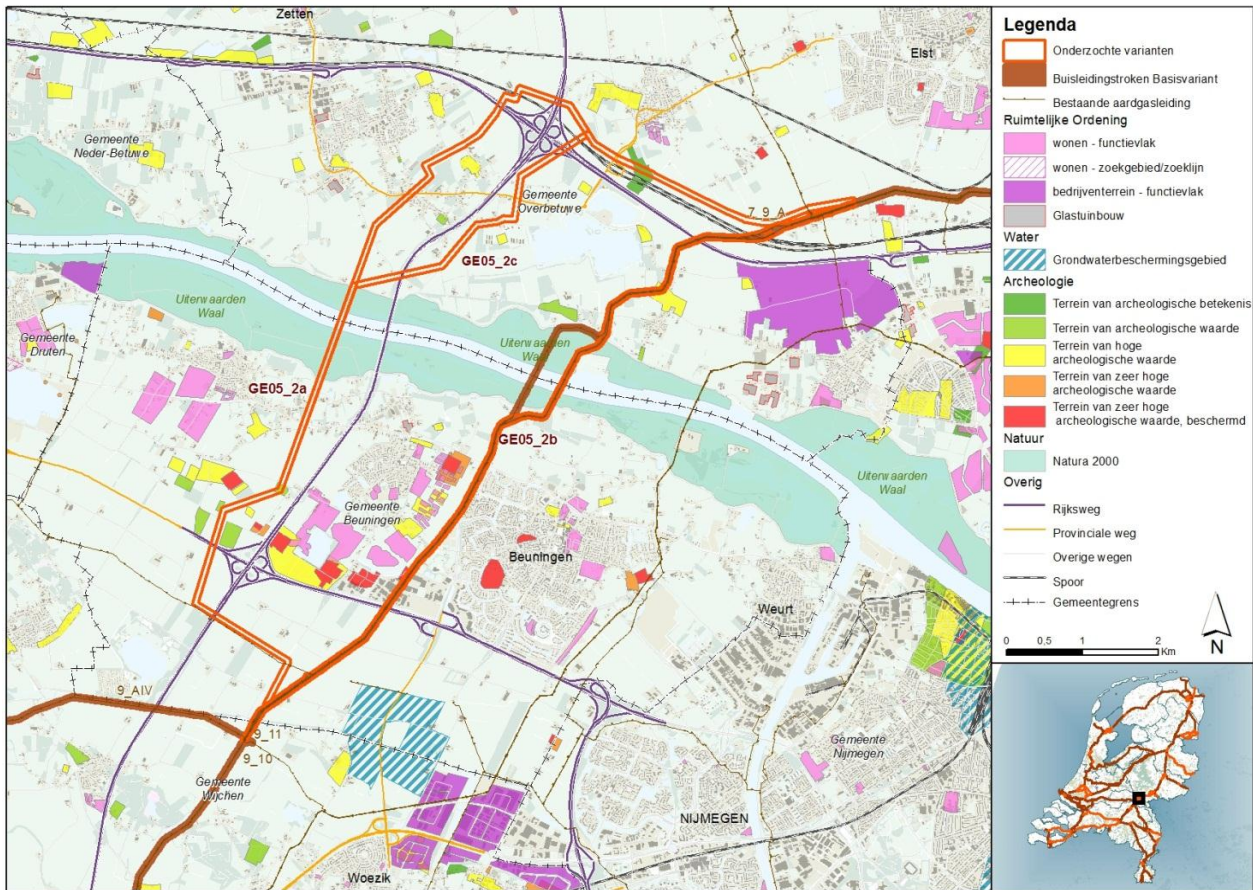 Zetten
Elst
Gemeente
Neder-Betuwe
Gemeente
Overbetuwe
7_9_A
GE05_2c
Uiterwaarden
Waal
Gemeente
Druten
Uiterwaarden
Waal
GE05_2a
GE05_2b
Uiterwaarden
Waal
Gemeente
Beuningen
Beuningen
Weurt
9_AIV
9_11
9_10
Gemeente
Wijchen
Gemeente
Nijmegen
NIJMEGEN
Woezik
Legenda
Onderzochte varianten
Buisleidingstroken Basisvariant
Bestaande aardgasleiding
Ruimtelijke Ordening
wonen - functievlak
wonen - zoekgebied/zoeklijn
bedrijventerrein - functievlak
Glastuinbouw
Water
Grondwaterbeschermingsgebied
Archeologie
Terrein van archeologische betekenis
Terrein van archeologische waarde
Terrein van hoge
archeologische waarde
Terrein van zeer hoge
archeologische waarde
Terrein van zeer hoge
archeologische waarde, beschermd
Natuur
Natura 2000
Overig
Rijksweg
Provinciale weg
Overige wegen
Spoor
Gemeentegrens
0 0,5 1 2
Km
N